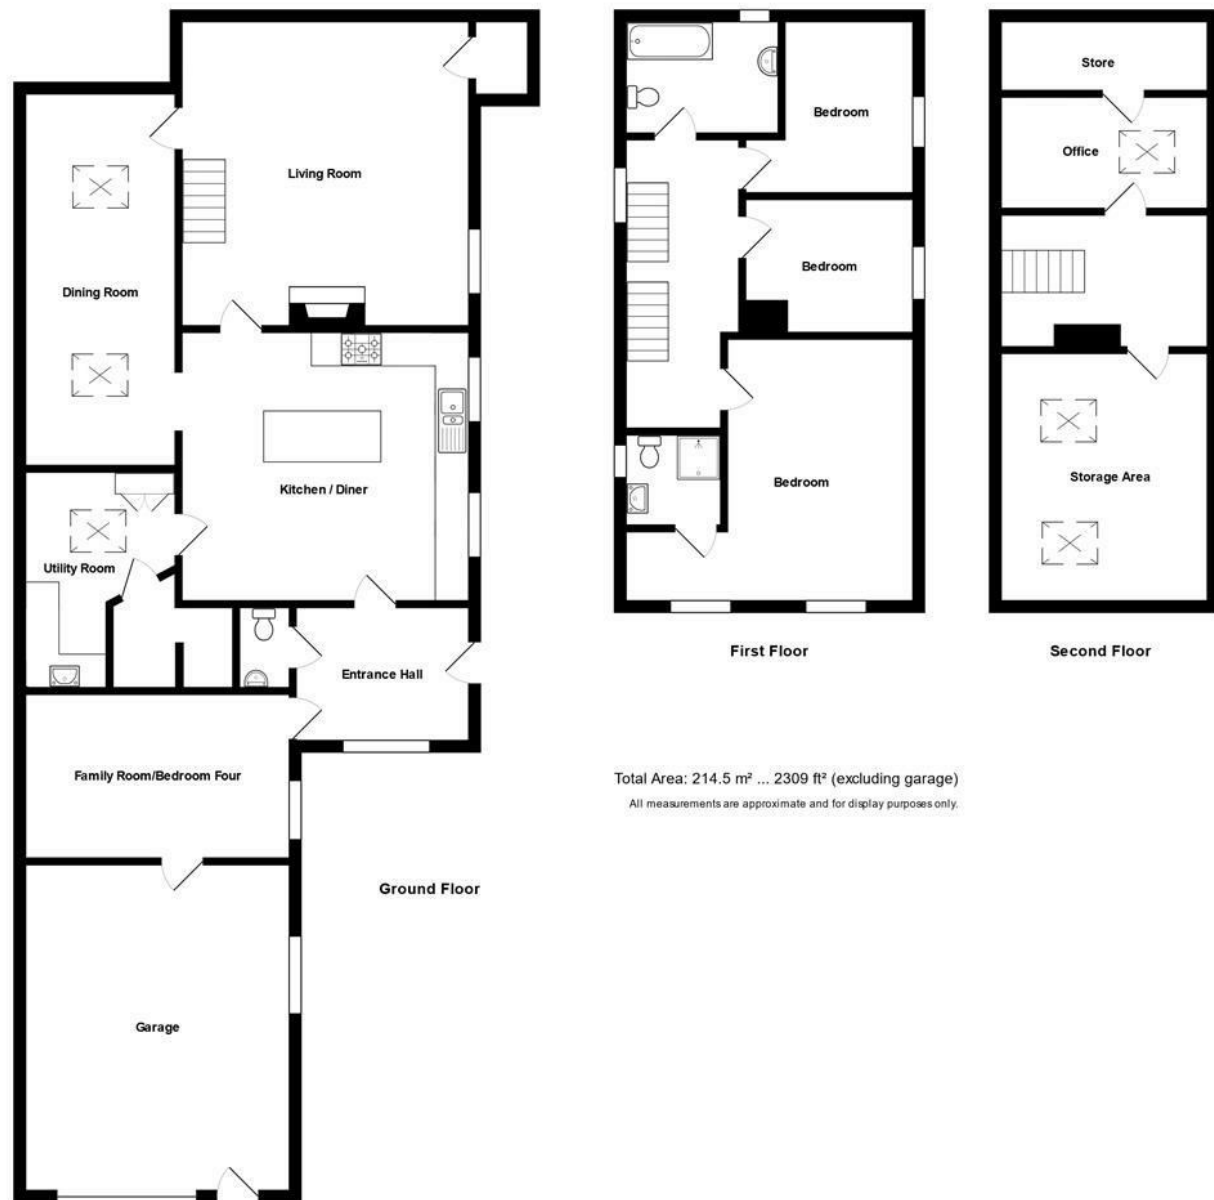 Living Room
Dining Room
Kitchen / Diner
Utility Room
Entrance Hall
Family Room/Bedroom Four
Garage
Ground Floor
Bedroom
Bedroom
Bedroom
First Floor
Store
Office
Storage Area
Second Floor
Total Area: 214.5 m² ... 2309 ft² (excluding garage)
All measurements are approximate and for display purposes only.